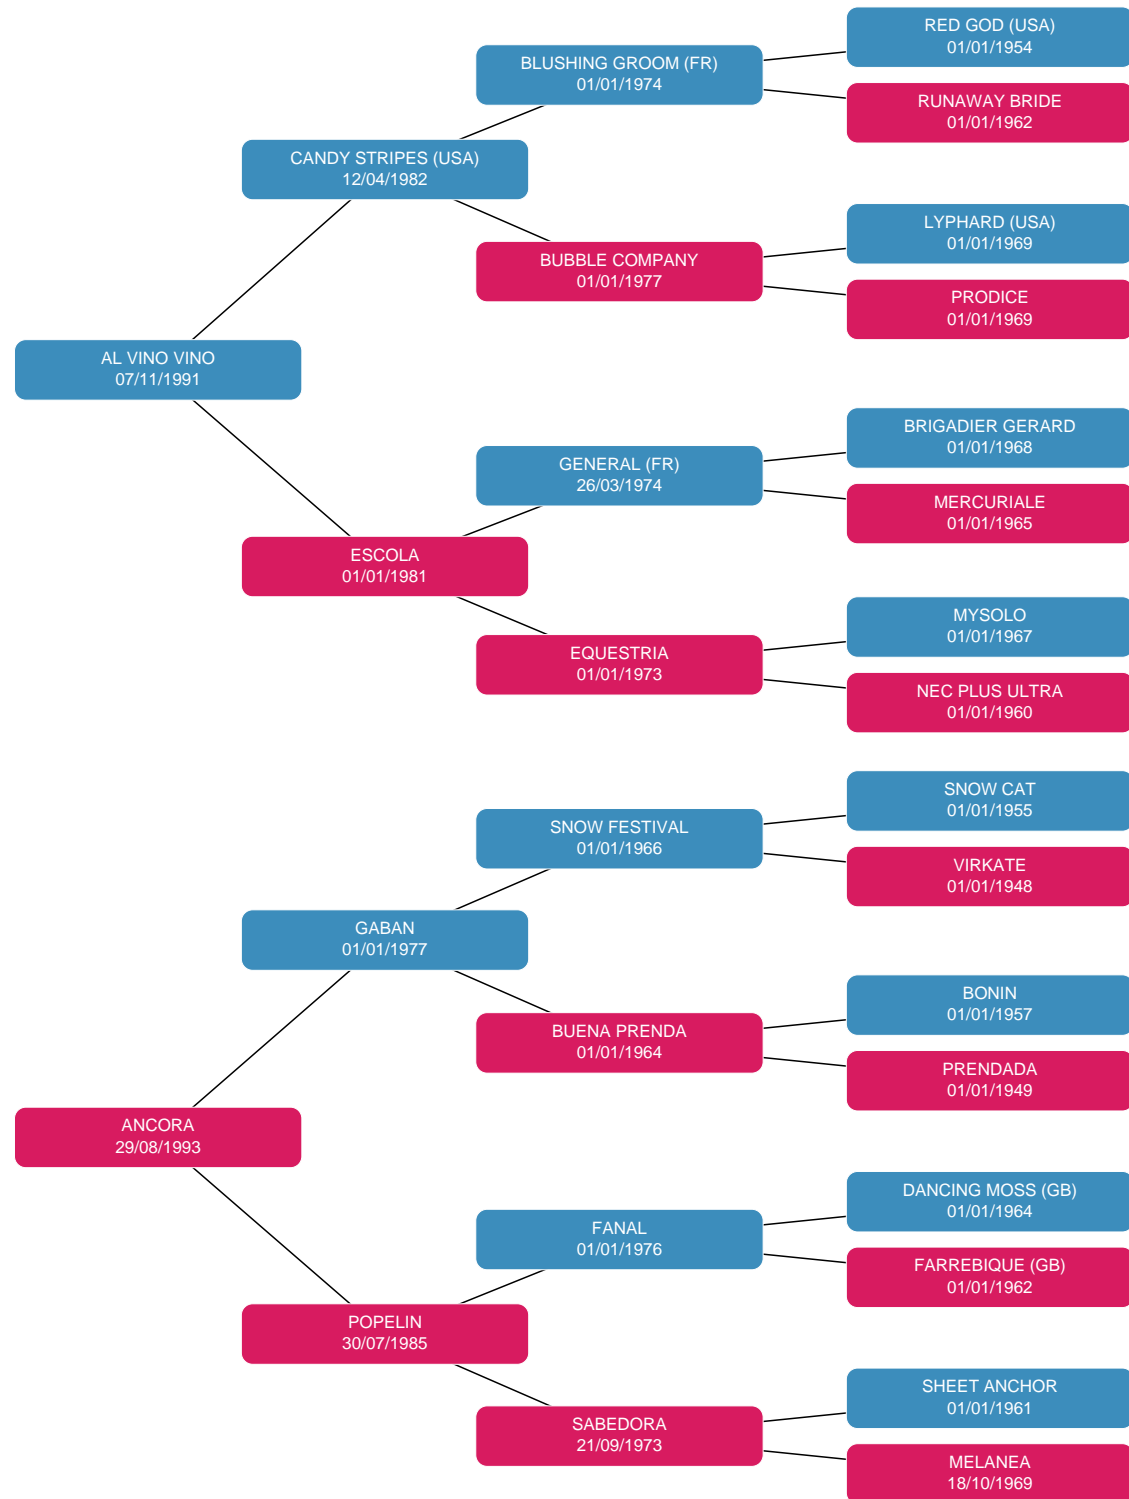 RED GOD (USA)
01/01/1954
BLUSHING GROOM (FR)
01/01/1974
RUNAWAY BRIDE
01/01/1962
CANDY STRIPES (USA)
12/04/1982
LYPHARD (USA)
01/01/1969
BUBBLE COMPANY
01/01/1977
PRODICE
01/01/1969
AL VINO VINO
07/11/1991
BRIGADIER GERARD
01/01/1968
GENERAL (FR)
26/03/1974
MERCURIALE
01/01/1965
ESCOLA
01/01/1981
MYSOLO
01/01/1967
EQUESTRIA
01/01/1973
NEC PLUS ULTRA
01/01/1960
SNOW CAT
01/01/1955
SNOW FESTIVAL
01/01/1966
VIRKATE
01/01/1948
GABAN
01/01/1977
BONIN
01/01/1957
BUENA PRENDA
01/01/1964
PRENDADA
01/01/1949
ANCORA
29/08/1993
DANCING MOSS (GB)
01/01/1964
FANAL
01/01/1976
FARREBIQUE (GB)
01/01/1962
POPELIN
30/07/1985
SHEET ANCHOR
01/01/1961
SABEDORA
21/09/1973
MELANEA
18/10/1969